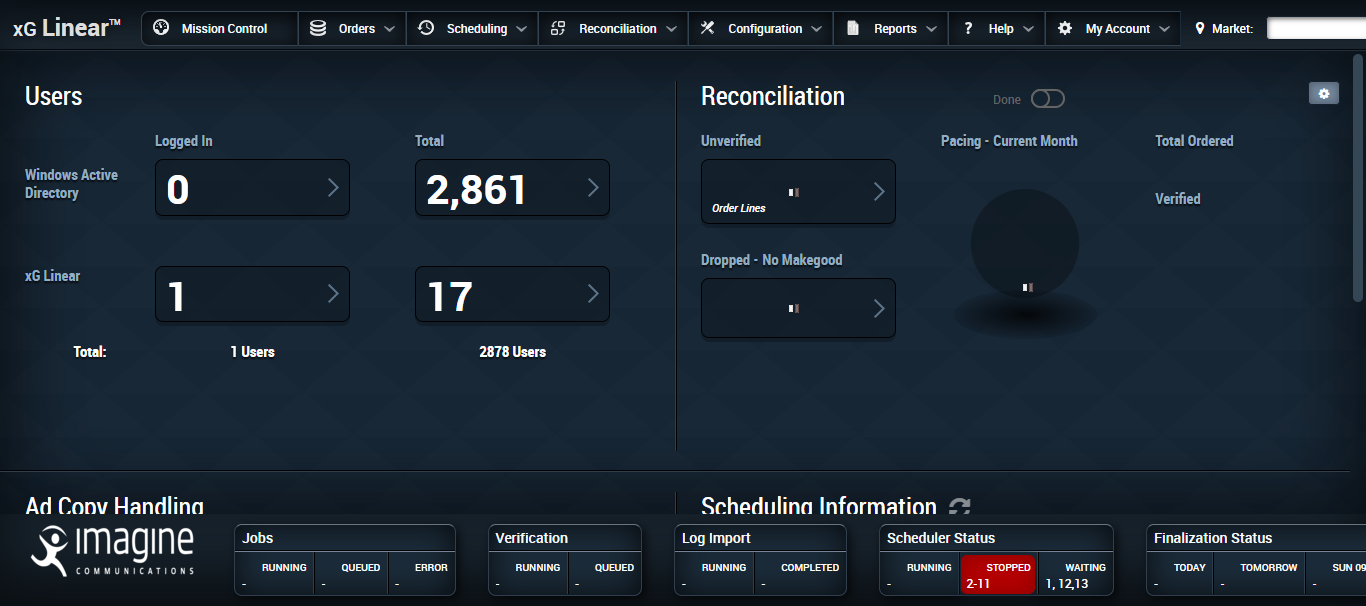 xG Linear™
Mission Control
Orders
Scheduling
Reconciliation
Configuration
Reports
? Help
My Account
Market:
Users
Logged In
Total
Windows Active
Directory
0
2,861
xG Linear
1
17
Total:
1 Users
2878 Users
Reconciliation
Done
Unverified
Pacing - Current Month
Total Ordered
Order Lines
Verified
Dropped - No Makegood
Ad Copy Handling
Scheduling Information
imagine
COMMUNICATIONS
Jobs
RUNNING
-
QUEUED
-
ERROR
-
Verification
RUNNING
-
QUEUED
-
Log Import
RUNNING
-
COMPLETED
-
Scheduler Status
RUNNING
-
STOPPED
2-11
WAITING
1, 12,13
Finalization Status
TODAY
-
TOMORROW
-
SUN 09
-